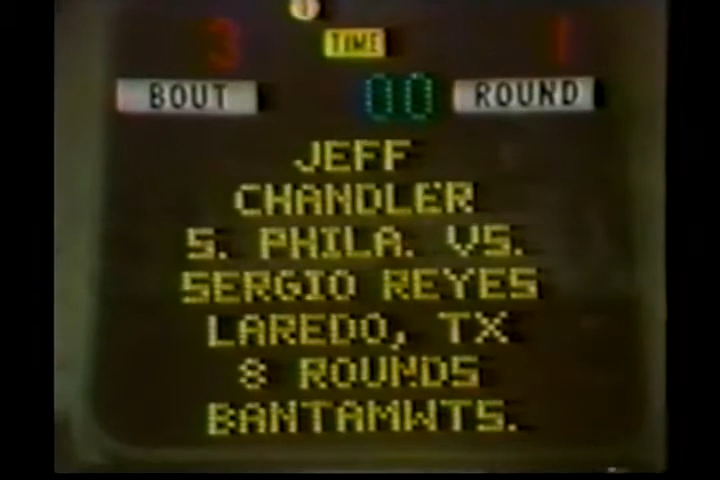 3 TIME 1
BOUT 00 ROUND
JEFF
CHANDLER
S. PHILA. VS.
SERGIO REYES
LAREDO, TX
8 ROUNDS
BANTAMWTS.